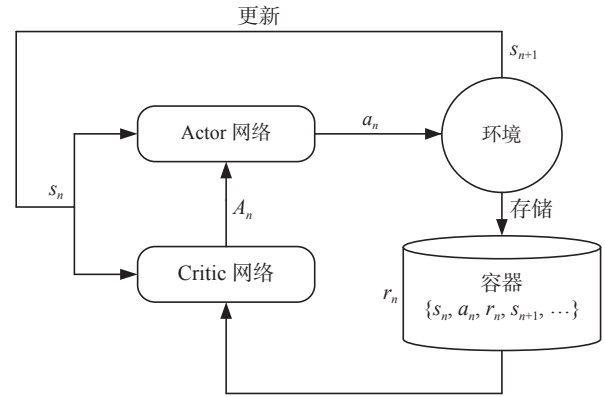 更新
s_{n+1}
Actor 网络
a_n
环境
s_n
A_n
存储
Critic 网络
容器
r_n
{s_n, a_n, r_n, s_{n+1}, …}